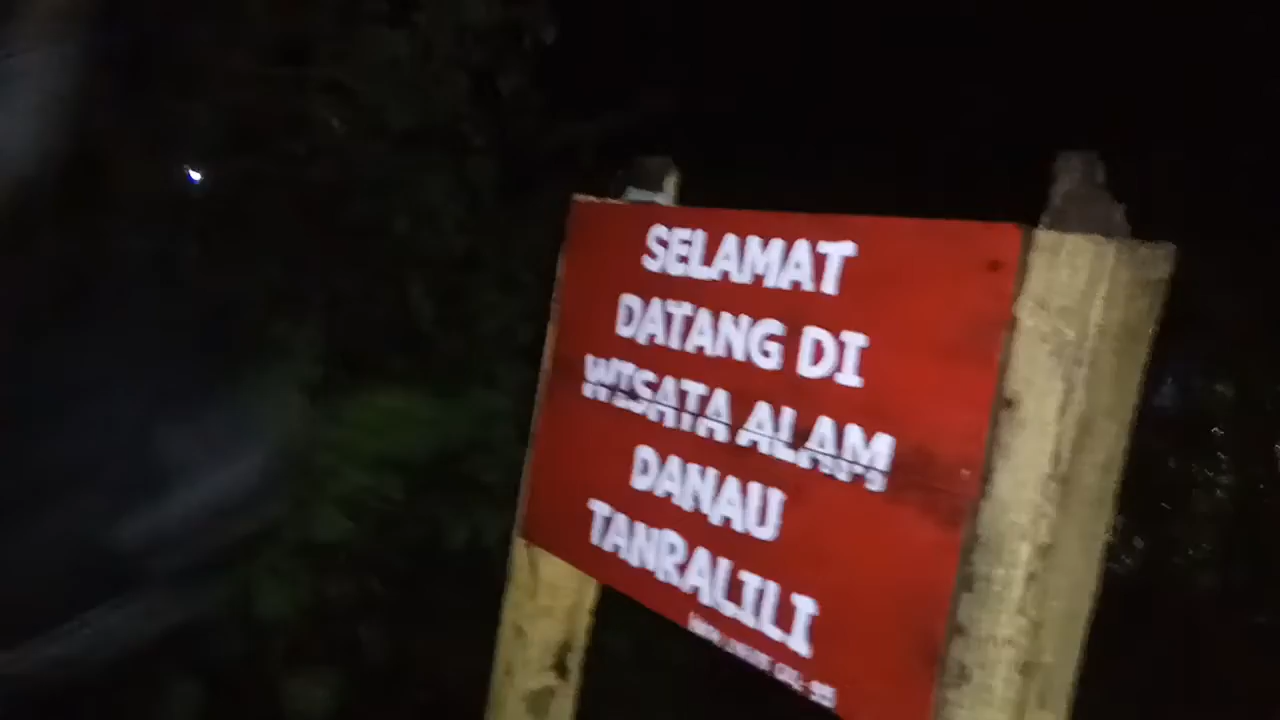 SELAMAT
DATANG DI
WISATA ALAM
DANAU
TANRALILI